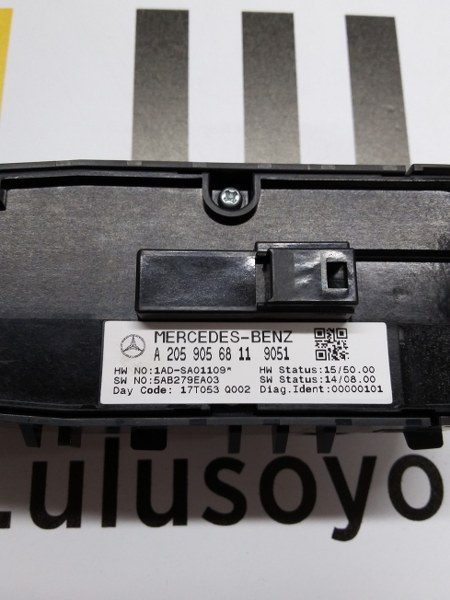 MERCEDES-BENZ
A 205 905 68 11 9051
HW NO:1AD-SA01109* HW Status:15/50.00
SW NO:5AB279EA03 SW Status:14/08.00
Day Code: 17T053 Q002 Diag.Ident:00000101
Lulusoyo